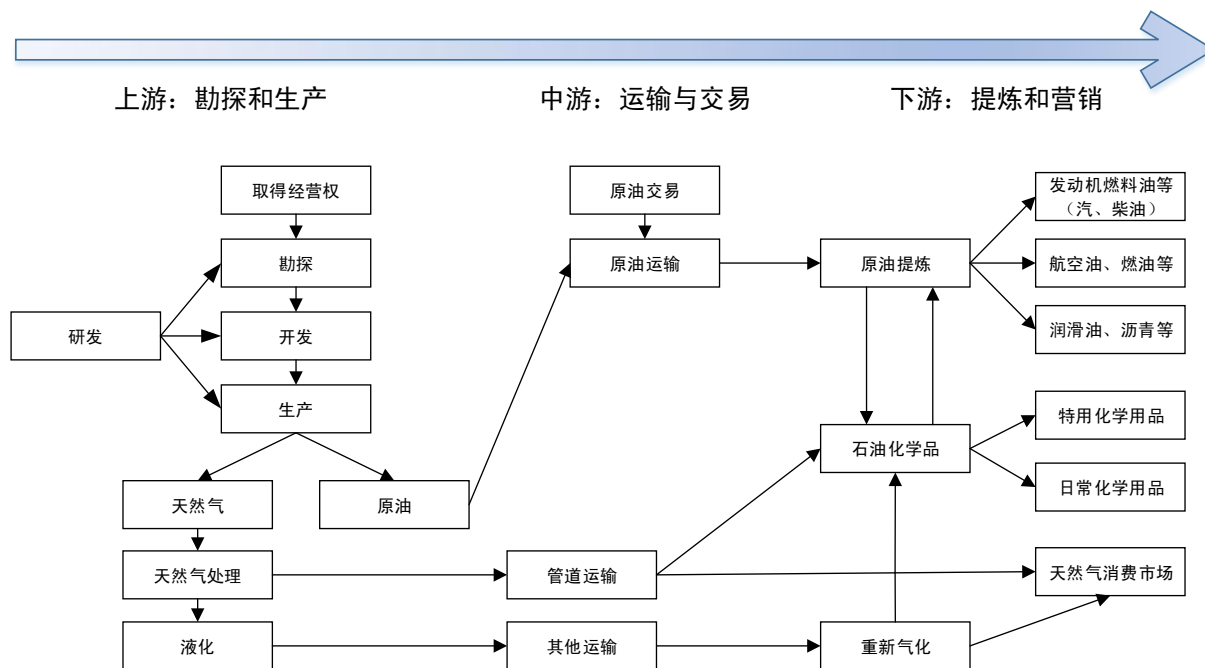 上游：勘探和生产
中游：运输与交易
下游：提炼和营销
取得经营权
原油交易
发动机燃料油等
（汽、柴油）
勘探
原油运输
原油提炼
航空油、燃油等
研发
开发
润滑油、沥青等
生产
石油化学品
特用化学用品
天然气
原油
日常化学用品
天然气处理
管道运输
天然气消费市场
液化
其他运输
重新气化